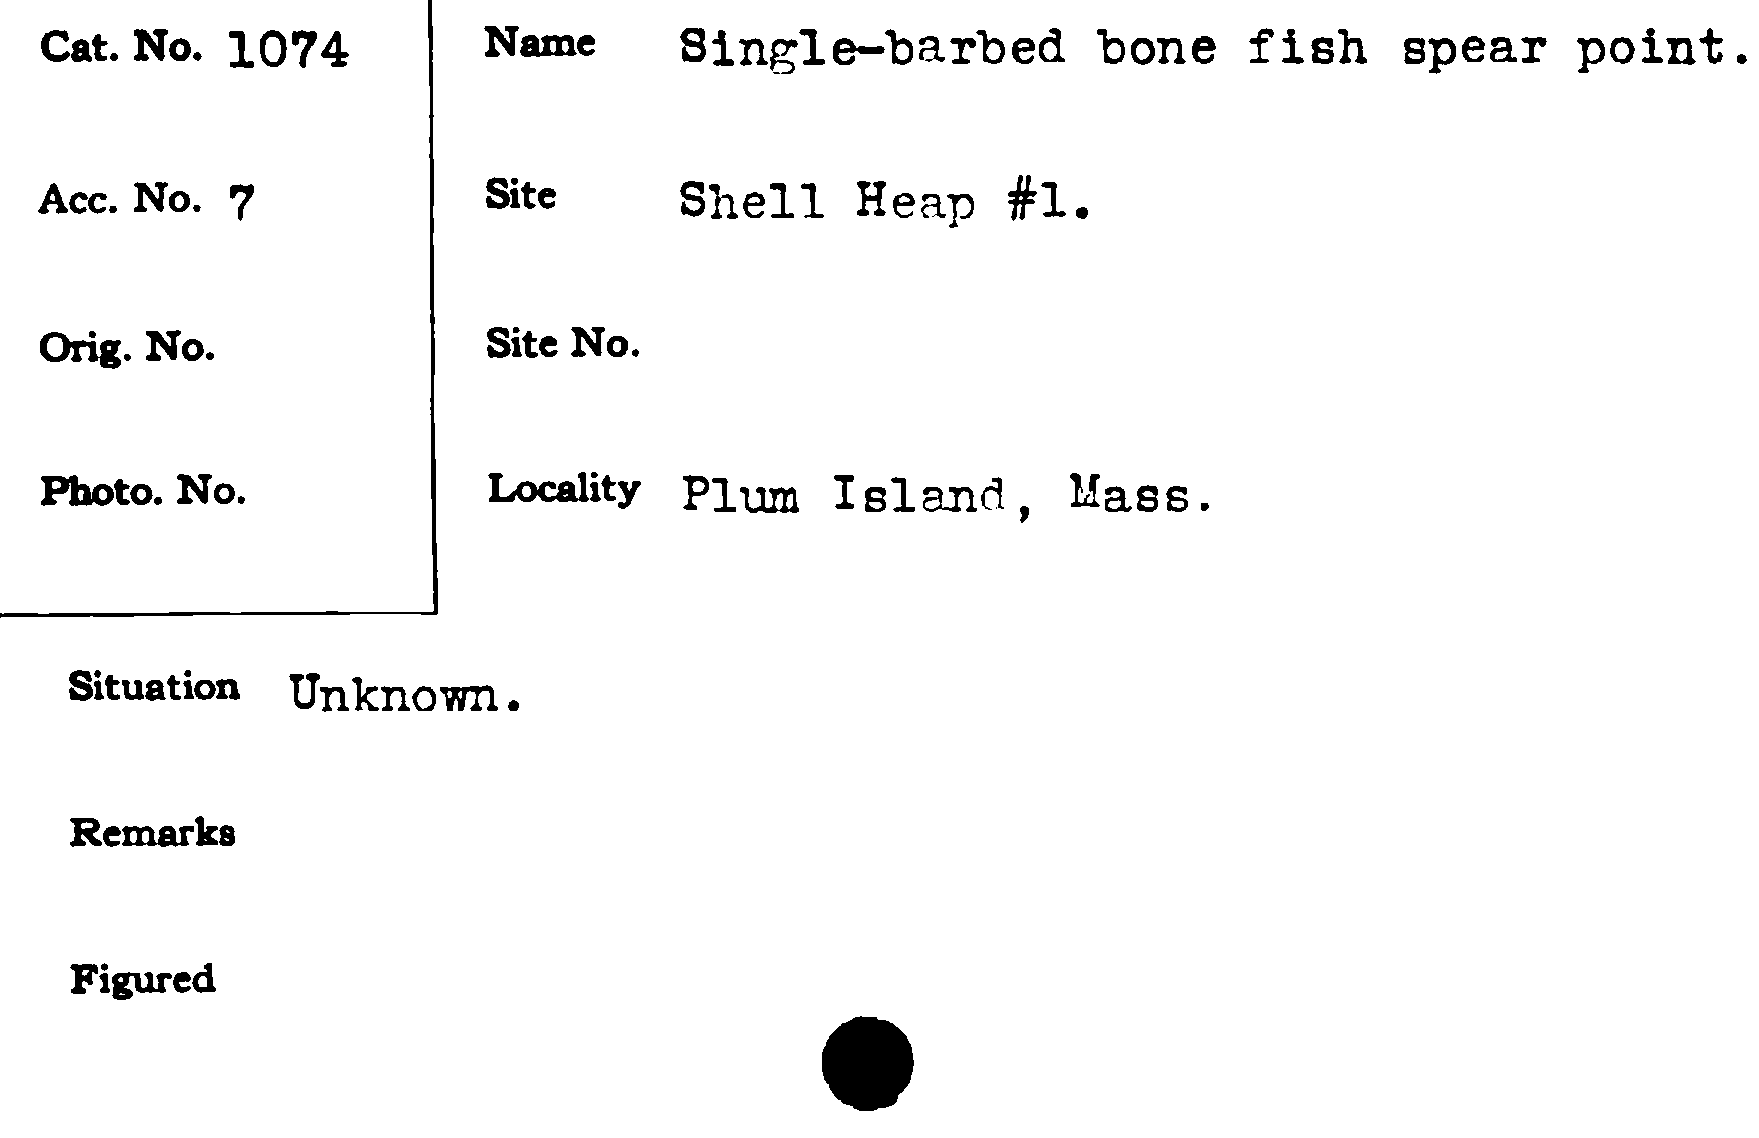 Cat. No. 1074
Acc. No. 7
Orig. No.
Photo. No.
Name Single-barbed bone fish spear point.
Site Shell Heap #1.
Site No.
Locality Plum Island, Mass.
Situation Unknown.
Remarks
Figured